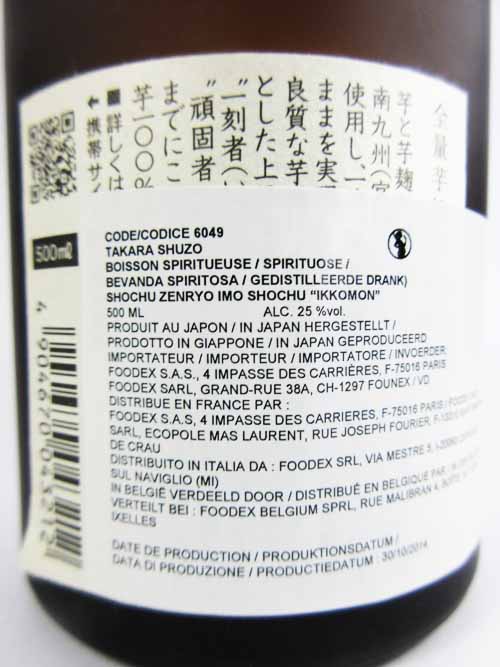 全量芋
芋と芋麹
南九州(宮
使用し、一
ままを実
良質な芋
とした上
"一刻者(い
"頑固者
までにこ
芋一〇〇%
■詳しくは
携帯サイ
500mℓ
4 904670 043212
CODE/CODICE 6049
TAKARA SHUZO
BOISSON SPIRITUEUSE / SPIRITUOSE /
BEVANDA SPIRITOSA / GEDISTILLEERDE DRANK)
SHOCHU ZENRYO IMO SHOCHU "IKKOMON"
500 ML ALC. 25 %vol.
PRODUIT AU JAPON / IN JAPAN HERGESTELLT /
PRODOTTO IN GIAPPONE / IN JAPAN GEPRODUCEERD
IMPORTATEUR / IMPORTEUR / IMPORTATORE / INVOERDER:
FOODEX S.A.S., 4 IMPASSE DES CARRIÈRES, F-75016 PARIS
FOODEX SARL, GRAND-RUE 38A, CH-1297 FOUNEX / VD
DISTRIBUE EN FRANCE PAR :
FOODEX S.A.S, 4 IMPASSE DES CARRIERES, F-75016 PARIS /
SARL, ECOPOLE MAS LAURENT, RUE JOSEPH FOURIER,
DE CRAU
DISTRIBUITO IN ITALIA DA : FOODEX SRL, VIA MESTRE 5,
SUL NAVIGLIO (MI)
IN BELGIË VERDEELD DOOR / DISTRIBUÉ EN BELGIQUE PAR /
VERTEILT BEI : FOODEX BELGIUM SPRL, RUE MALIBRAN 4,
IXELLES
DATE DE PRODUCTION / PRODUKTIONSDATUM /
DATA DI PRODUZIONE / PRODUCTIEDATUM : 30/10/2014